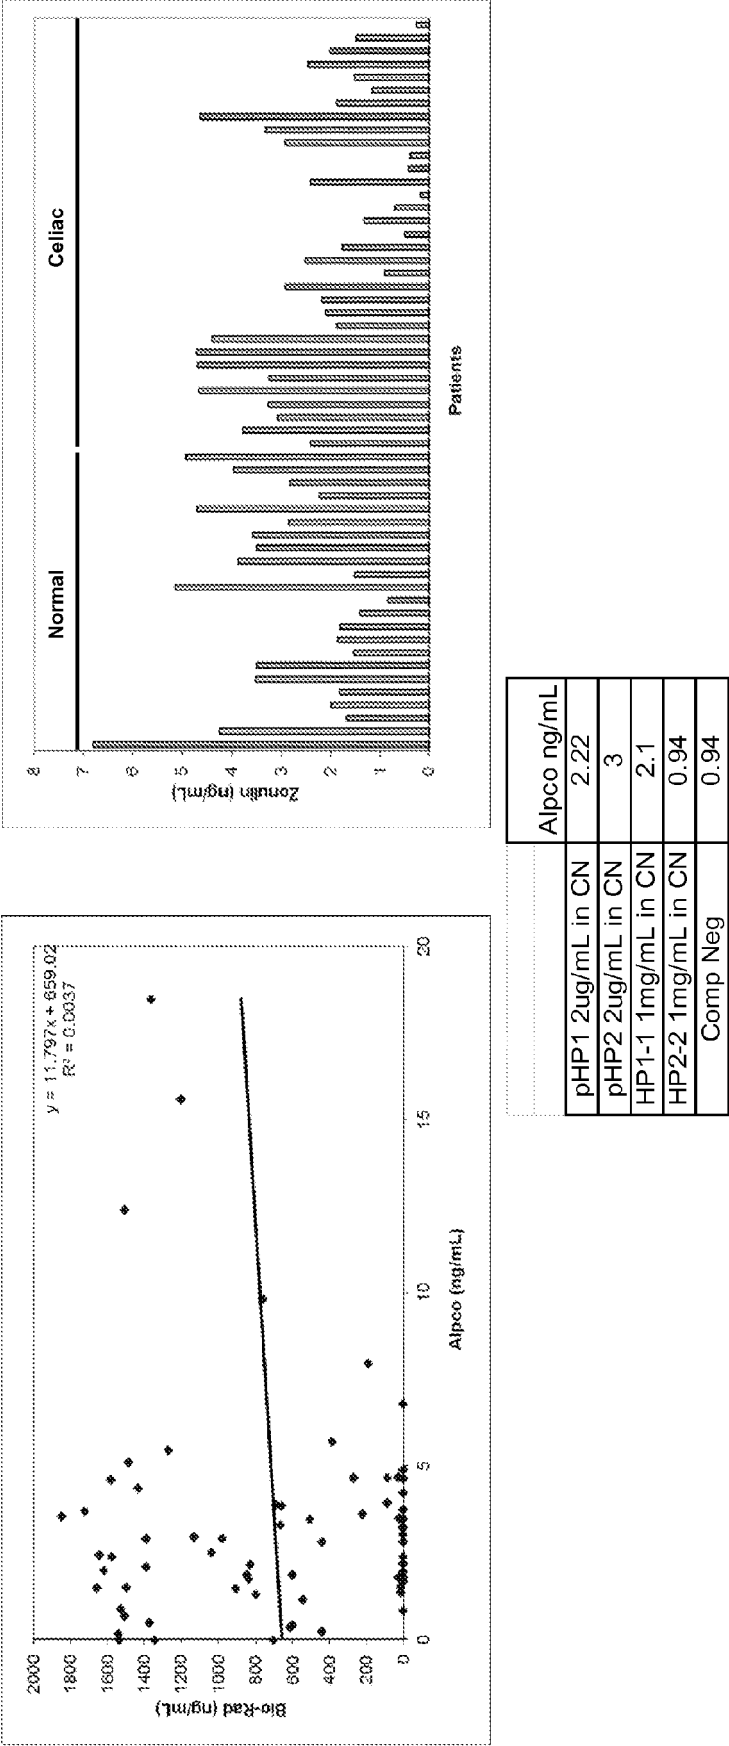 y = 11.797x + 659.02
R² = 0.0037
Bio-Rad (ng/mL)
2000
1800
1600
1400
1200
1000
800
600
400
200
0
0
5
10
15
20
Alpco (ng/mL)
Normal
Celiac
Zonulin (ng/mL)
8
7
6
5
4
3
2
1
0
Patients
Alpco ng/mL
pHP1 2ug/mL in CN 2.22
pHP2 2ug/mL in CN 3
HP1-1 1mg/mL in CN 2.1
HP2-2 1mg/mL in CN 0.94
Comp Neg 0.94